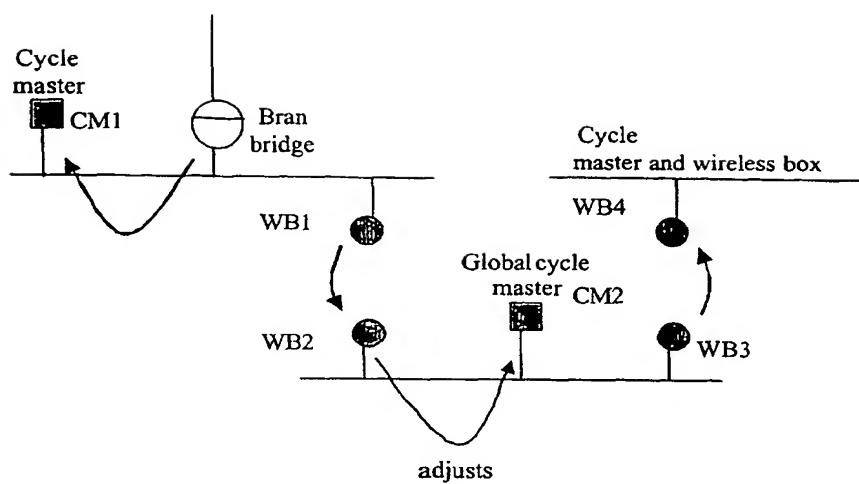 Cycle
master
CM1
Bran
bridge
Cycle
master and wireless box
WB1
WB4
Global cycle
master
CM2
WB2
WB3
adjusts